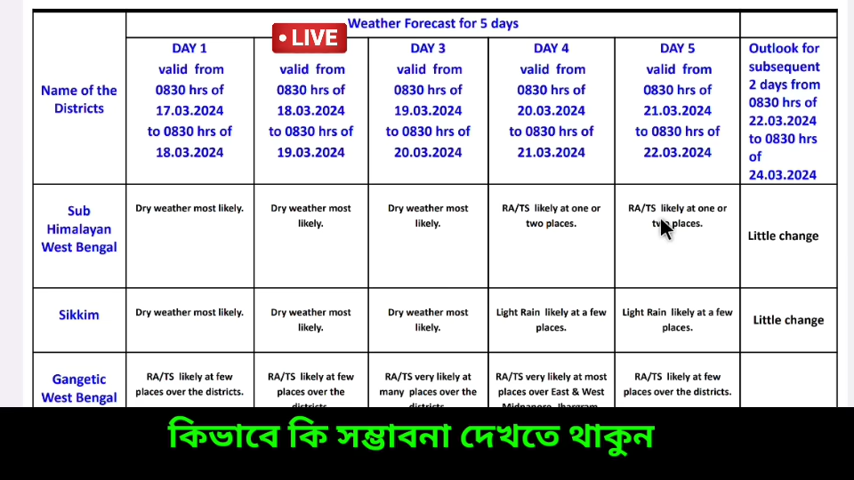 Weather Forecast for 5 days
• LIVE
Name of the
Districts
DAY 1
valid from
0830 hrs of
17.03.2024
to 0830 hrs of
18.03.2024
valid from
0830 hrs of
18.03.2024
to 0830 hrs of
19.03.2024
DAY 3
valid from
0830 hrs of
19.03.2024
to 0830 hrs of
20.03.2024
DAY 4
valid from
0830 hrs of
20.03.2024
to 0830 hrs of
21.03.2024
DAY 5
valid from
0830 hrs of
21.03.2024
to 0830 hrs of
22.03.2024
Outlook for
subsequent
2 days from
0830 hrs of
22.03.2024
to 0830 hrs
of
24.03.2024
Sub
Himalayan
West Bengal
Dry weather most likely.
Dry weather most
likely.
Dry weather most
likely.
RA/TS likely at one or
two places.
RA/TS likely at one or
two places.
Little change
Sikkim
Dry weather most likely.
Dry weather most
likely.
Dry weather most
likely.
Light Rain likely at a few
places.
Light Rain likely at a few
places.
Little change
Gangetic
West Bengal
RA/TS likely at few
places over the districts.
RA/TS likely at few
places over the
districts.
RA/TS very likely at
many places over the
districts.
RA/TS very likely at most
places over East & West
Midnapore, Jhargram,
RA/TS likely at few
places over the districts.
কিভাবে কি সম্ভাবনা দেখতে থাকুন